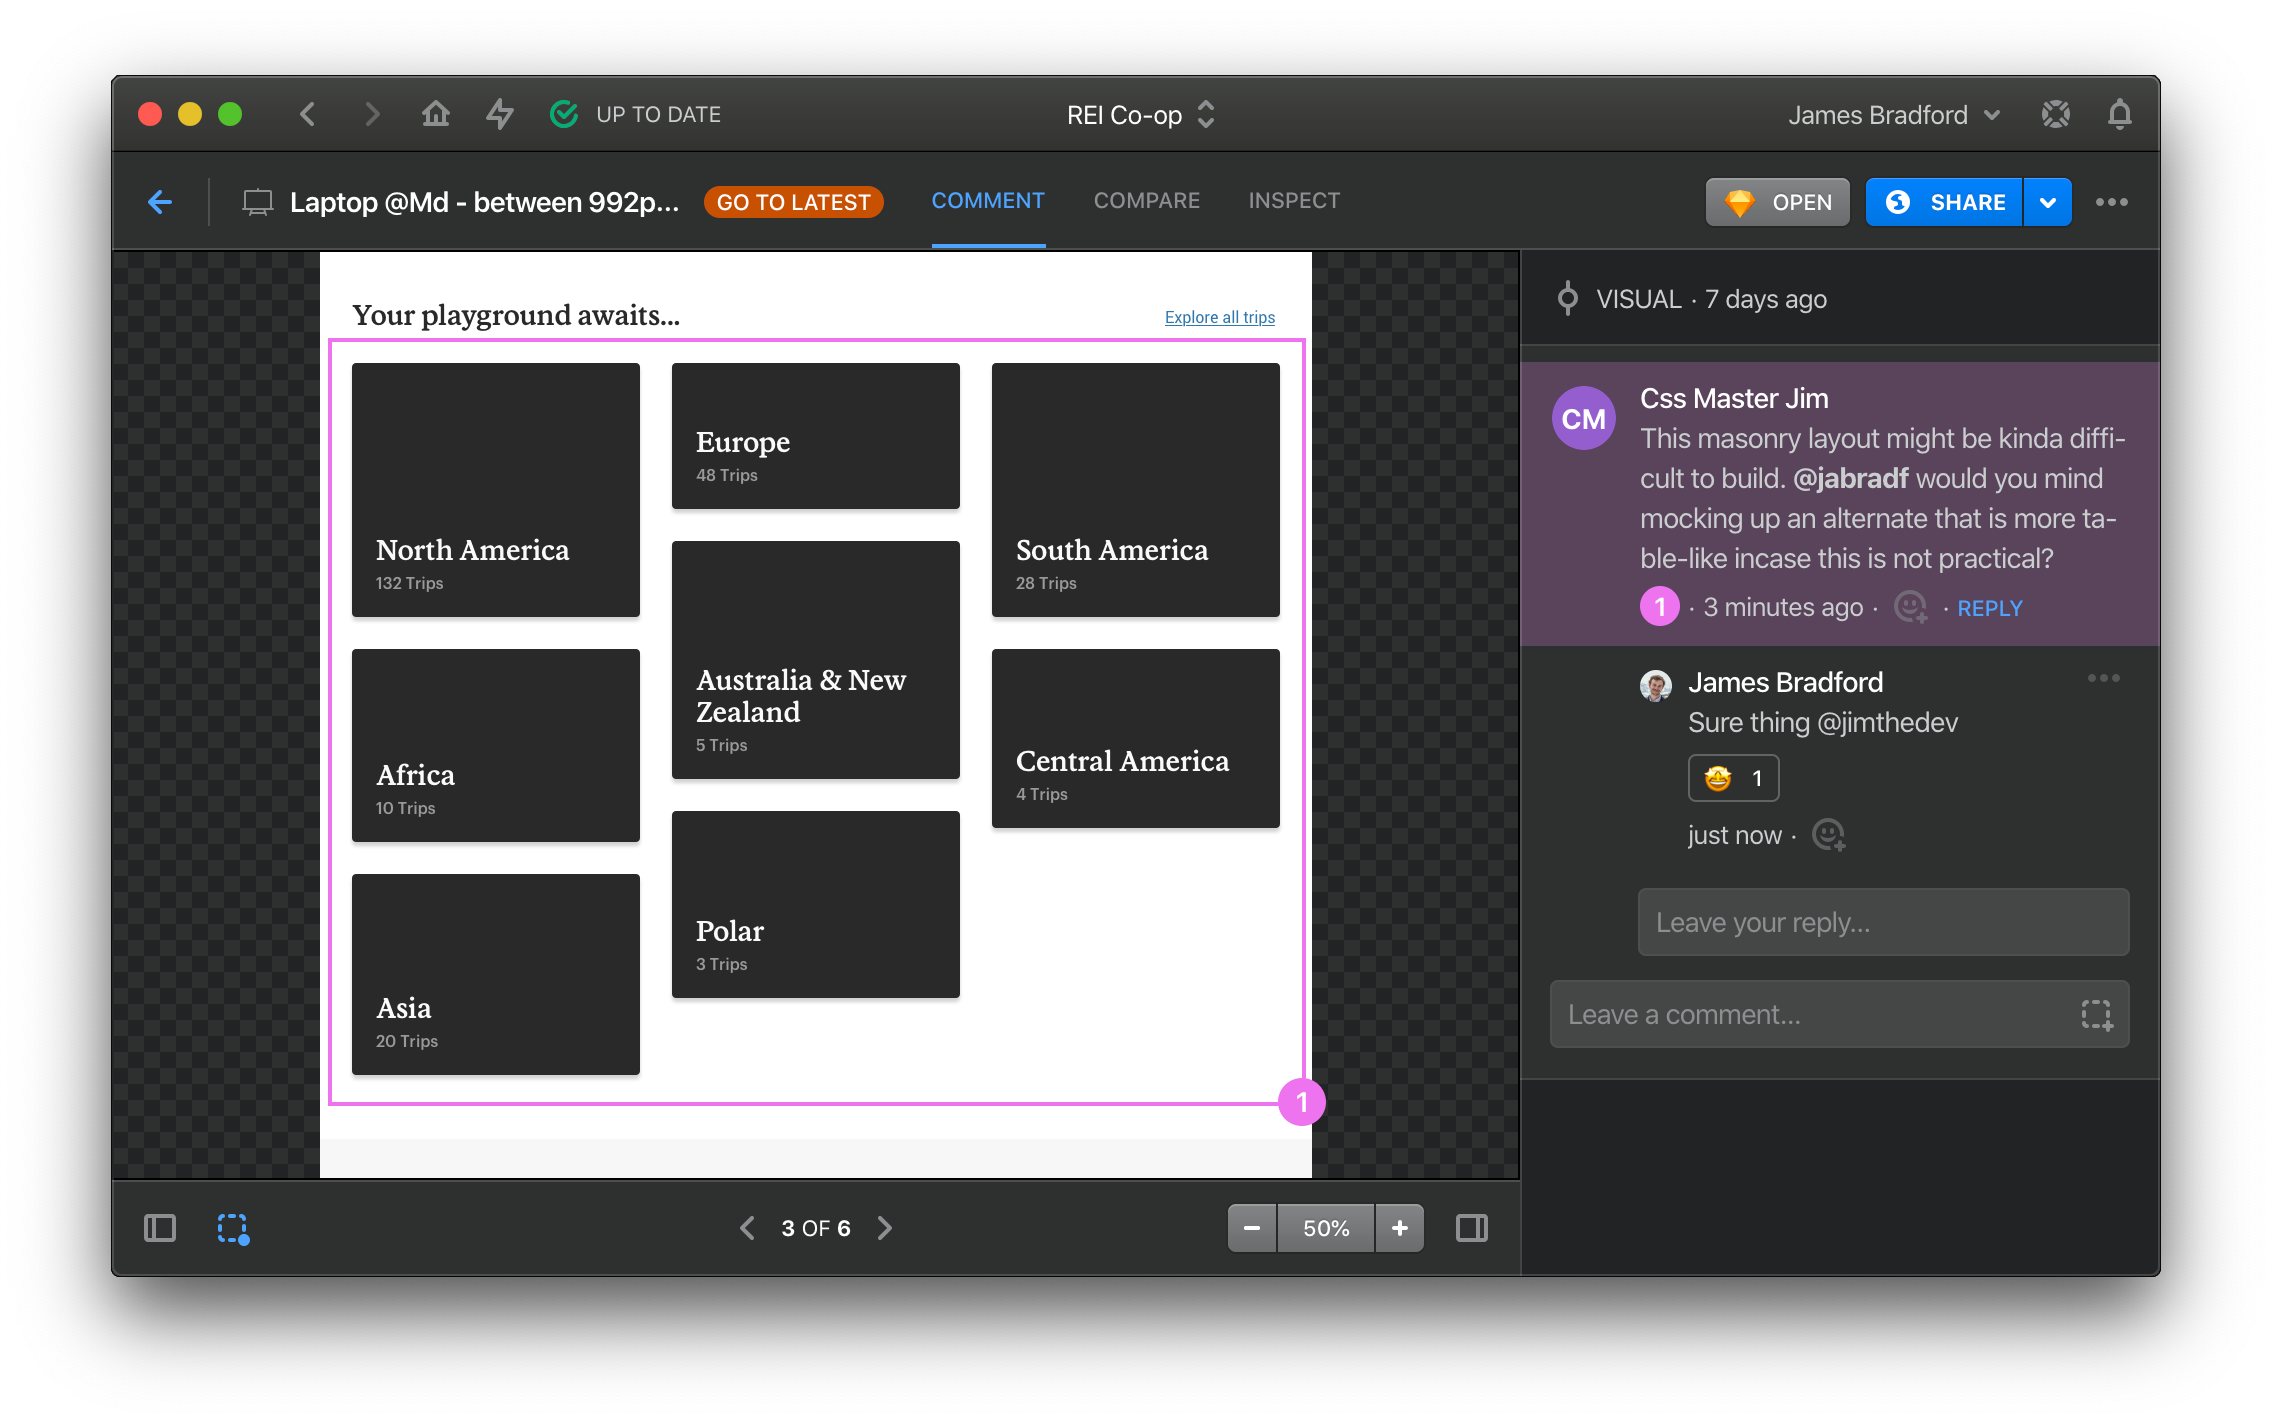 UP TO DATE
REI Co-op
James Bradford
Laptop @Md - between 992p...
GO TO LATEST
COMMENT
COMPARE
INSPECT
OPEN
SHARE
Your playground awaits...
Explore all trips
North America
132 Trips
Europe
48 Trips
South America
28 Trips
Africa
10 Trips
Australia & New
Zealand
5 Trips
Central America
4 Trips
Asia
20 Trips
Polar
3 Trips
1
3 OF 6
50%
VISUAL · 7 days ago
CM
Css Master Jim
This masonry layout might be kinda diffi-
cult to build. @jabradf would you mind
mocking up an alternate that is more ta-
ble-like incase this is not practical?
1 · 3 minutes ago · · REPLY
James Bradford
Sure thing @jimthedev
🤩 1
just now ·
Leave your reply...
Leave a comment...